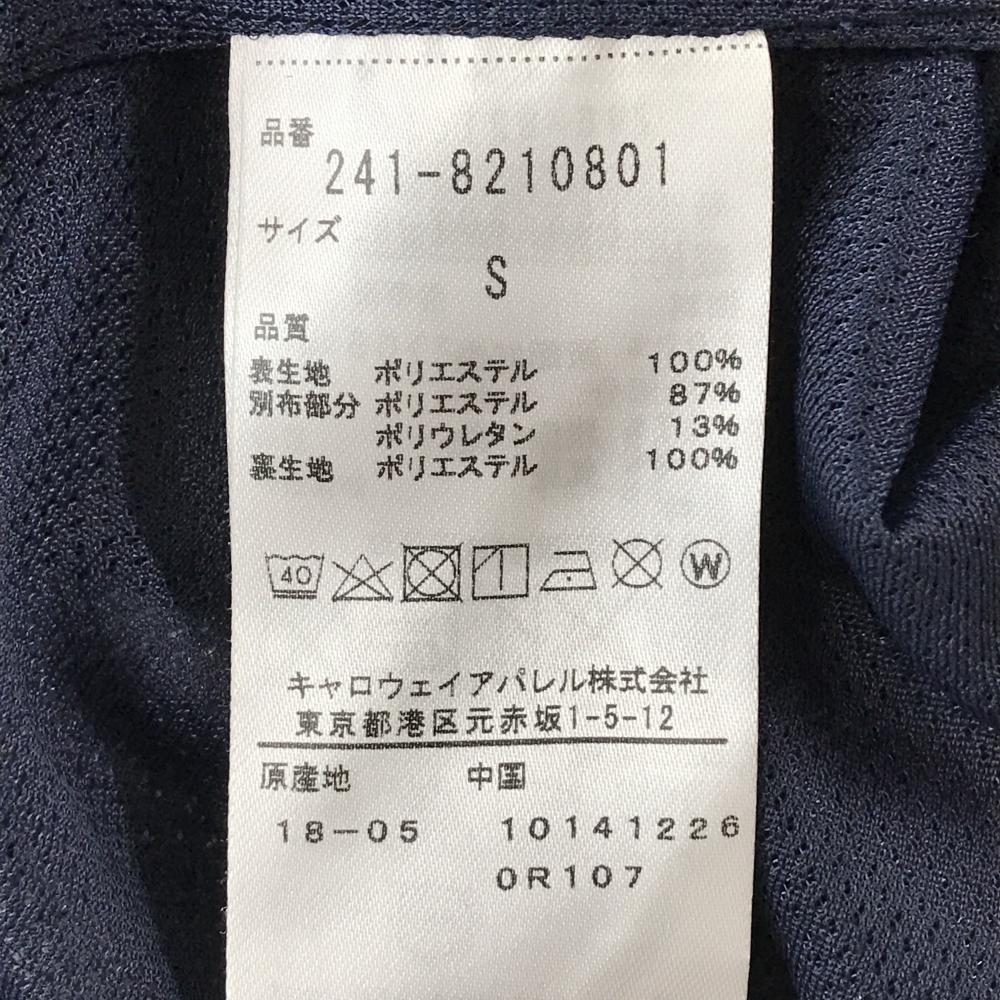 品番
241-8210801
サイズ
S
品質
表生地 ポリエステル 100%
別布部分 ポリエステル 87%
ポリウレタン 13%
裏生地 ポリエステル 100%
40 W
キャロウェイアパレル株式会社
東京都港区元赤坂1-5-12
原産地 中国
18-05 10141226
0R107